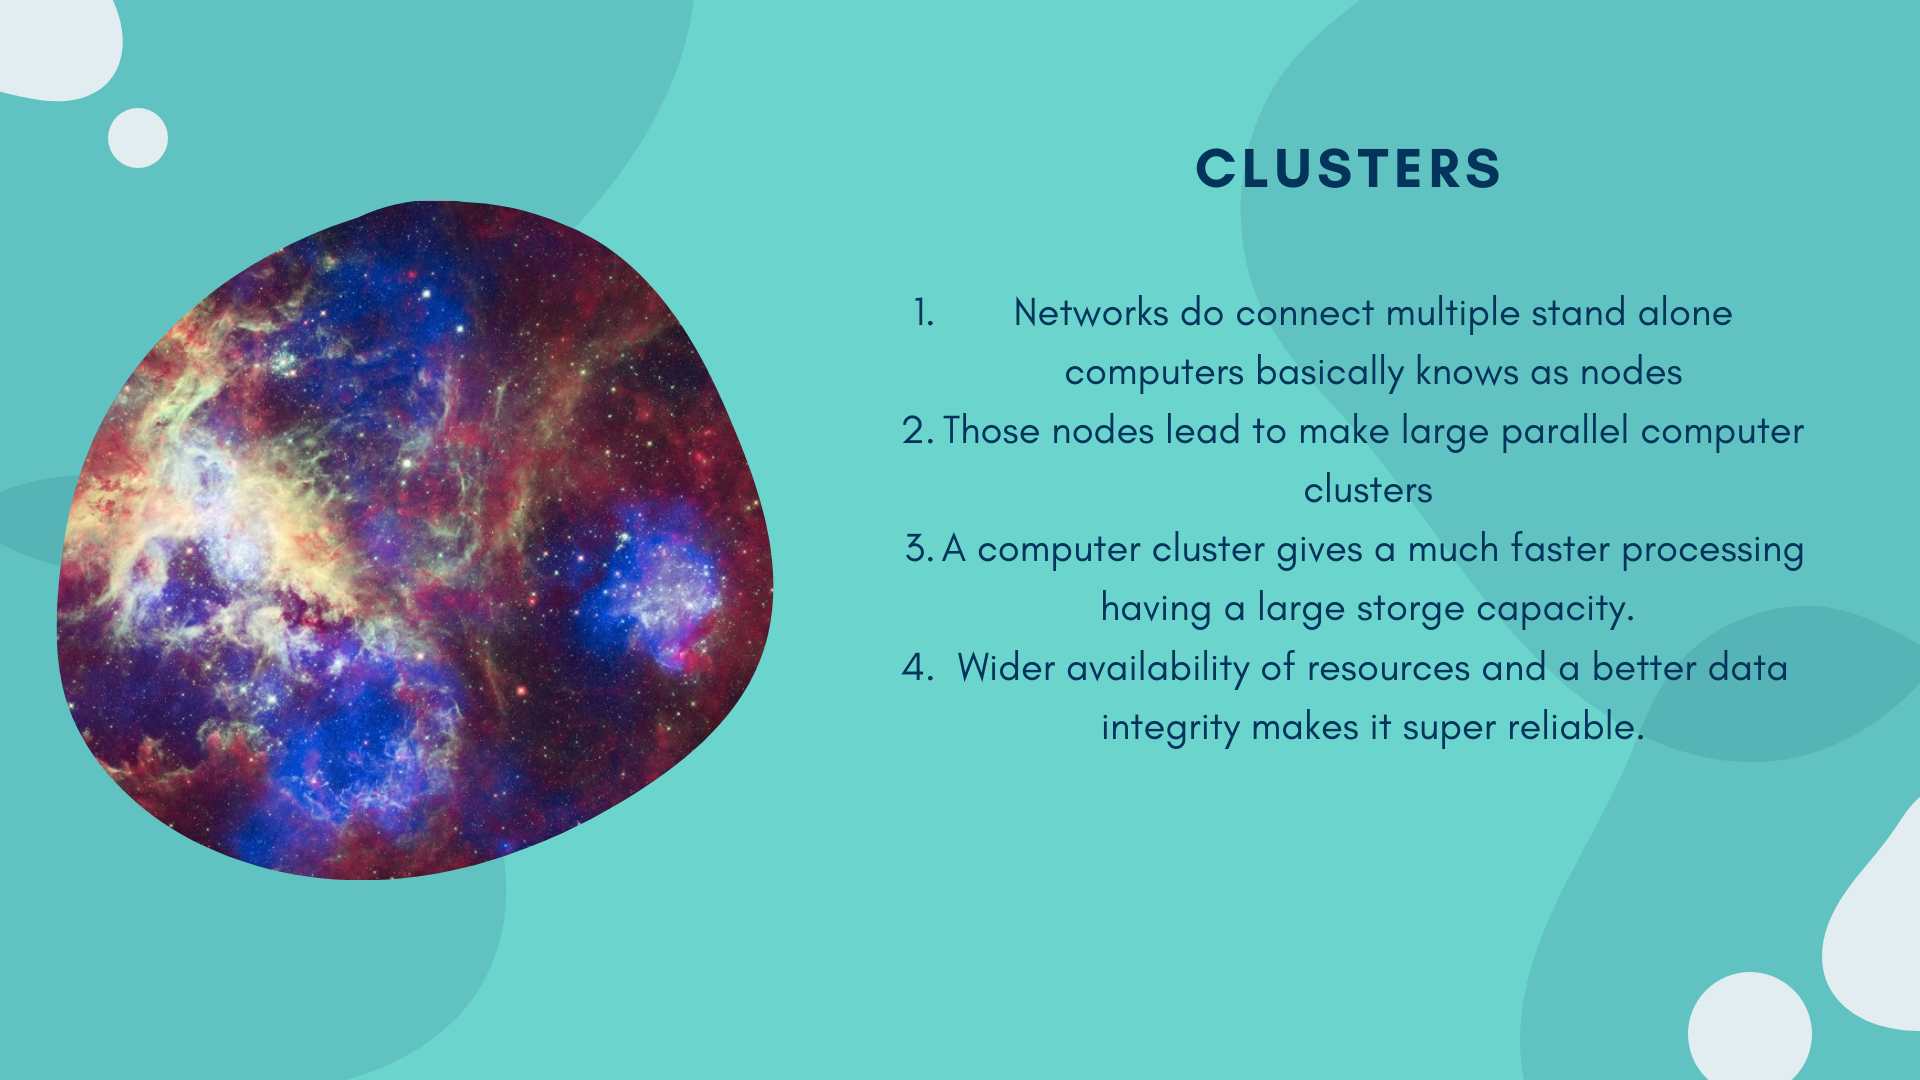 CLUSTERS
1. Networks do connect multiple stand alone
computers basically knows as nodes
2. Those nodes lead to make large parallel computer
clusters
3. A computer cluster gives a much faster processing
having a large storge capacity.
4. Wider availability of resources and a better data
integrity makes it super reliable.